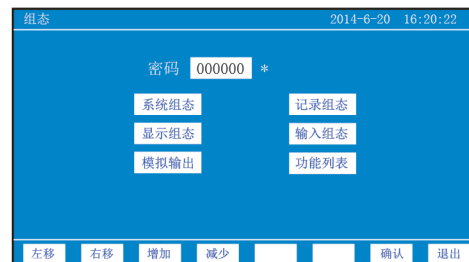 组态 2014-6-20 16:20:22
密码 000000 *
系统组态 记录组态
显示组态 输入组态
模拟输出 功能列表
左移 右移 增加 减少 确认 退出